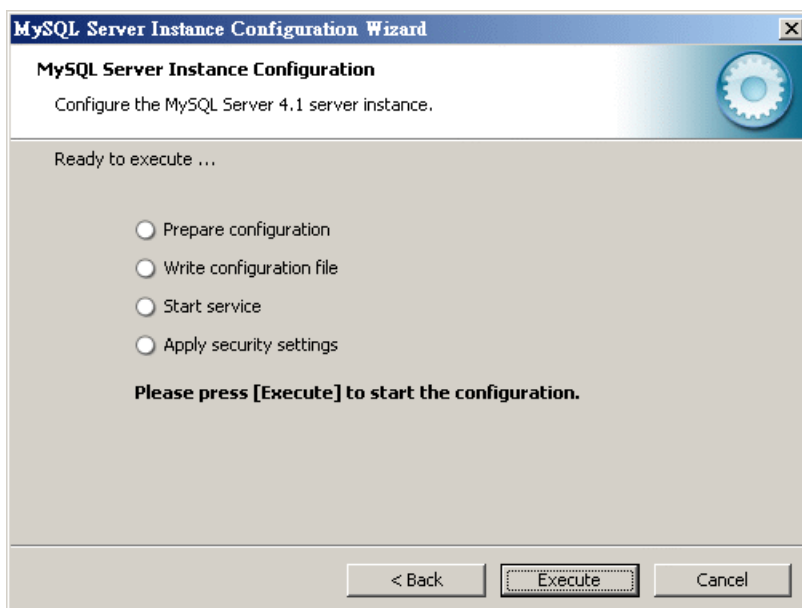 MySQL Server Instance Configuration Wizard
MySQL Server Instance Configuration
Configure the MySQL Server 4.1 server instance.
Ready to execute ...
Prepare configuration
Write configuration file
Start service
Apply security settings
Please press [Execute] to start the configuration.
< Back Execute Cancel